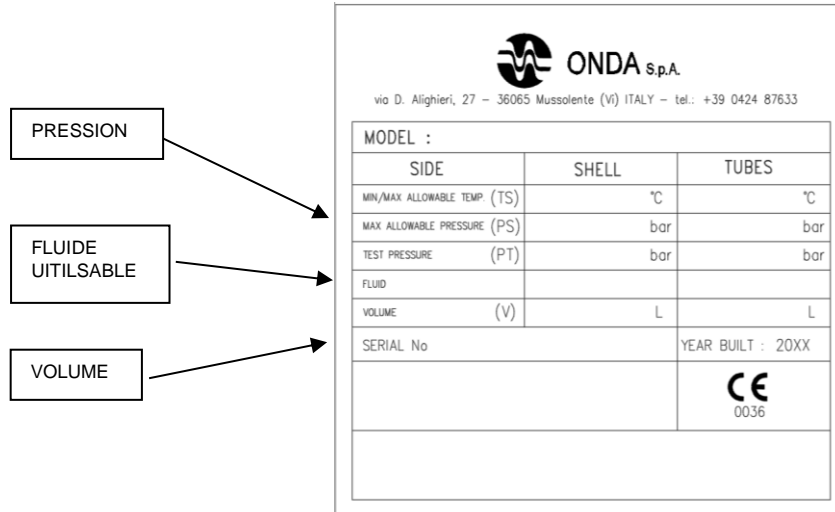 ONDA S.p.A.
via D. Alighieri, 27 – 36065 Mussolente (Vi) ITALY – tel.: +39 0424 87633
PRESSION
MODEL :
SIDE SHELL TUBES
MIN/MAX ALLOWABLE TEMP. (TS) °C °C
MAX ALLOWABLE PRESSURE (PS) bar bar
FLUIDE
UITILSABLE
TEST PRESSURE (PT) bar bar
FLUID
VOLUME (V) L L
VOLUME
SERIAL No YEAR BUILT : 20XX
CE
0036